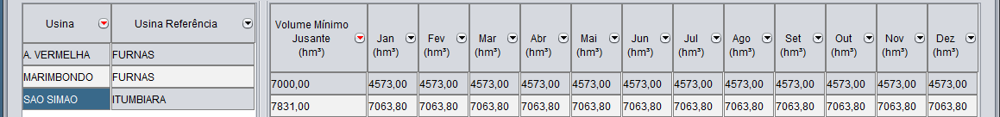 Usina Usina Referência Volume Mínimo Jusante (hm³) Jan (hm³) Fev (hm³) Mar (hm³) Abr (hm³) Mai (hm³) Jun (hm³) Jul (hm³) Ago (hm³) Set (hm³) Out (hm³) Nov (hm³) Dez (hm³)
A. VERMELHA FURNAS
MARIMBONDO FURNAS 7000,00 4573,00 4573,00 4573,00 4573,00 4573,00 4573,00 4573,00 4573,00 4573,00 4573,00 4573,00 4573,00
SAO SIMAO ITUMBIARA 7831,00 7063,80 7063,80 7063,80 7063,80 7063,80 7063,80 7063,80 7063,80 7063,80 7063,80 7063,80 7063,80